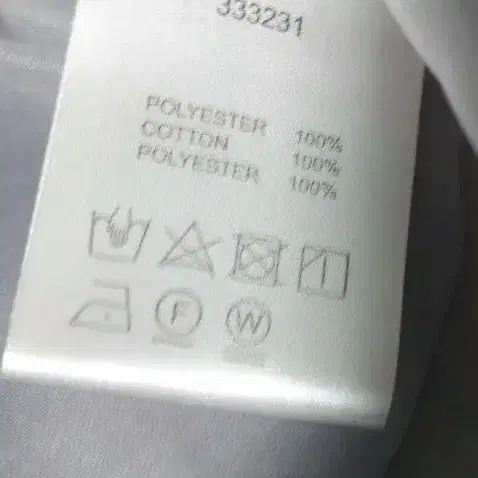 333231
POLYESTER 100%
COTTON 100%
POLYESTER 100%
F W